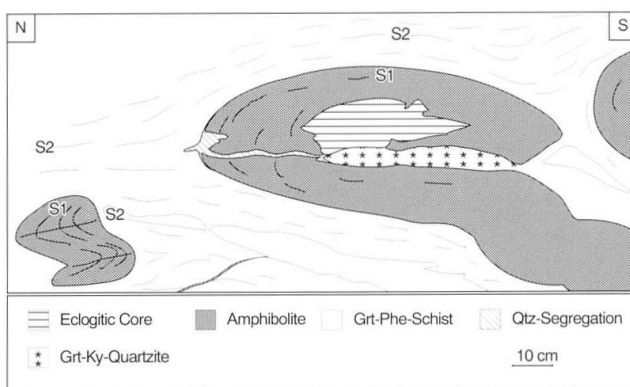 N
S
S2
S1
S2
S1
S2
Eclogitic Core
Amphibolite
Grt-Phe-Schist
Qtz-Segregation
Grt-Ky-Quartzite
10 cm